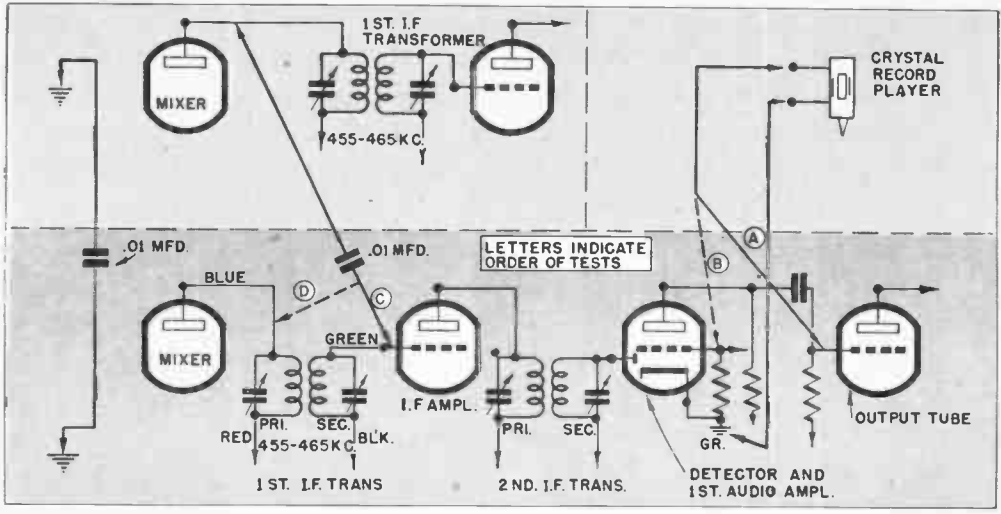 1ST. I.F.
TRANSFORMER
MIXER
455-465 KC.
CRYSTAL
RECORD
PLAYER
.01 MFD.
.01 MFD.
LETTERS INDICATE
ORDER OF TESTS
A
B
BLUE
D
C
GREEN
MIXER
I.F AMPL.
OUTPUT TUBE
PRI.
SEC.
RED
455-465KC.
BLK.
PRI.
SEC.
GR.
1ST. I.F. TRANS
2ND. I.F. TRANS.
DETECTOR AND
1ST. AUDIO AMPL.